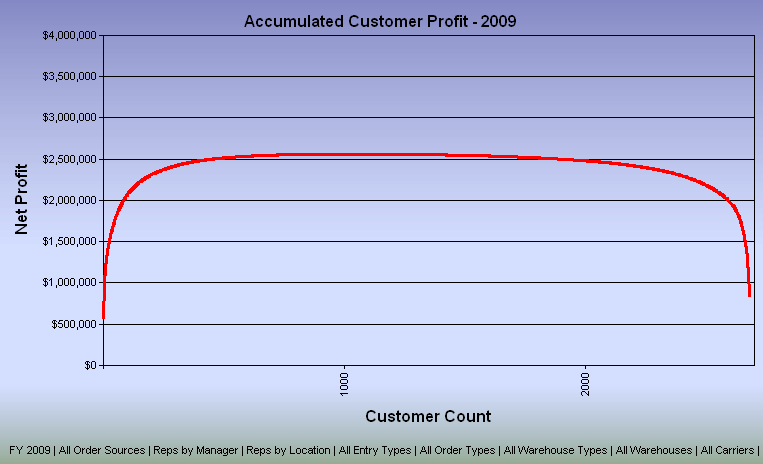 Accumulated Customer Profit - 2009
$4,000,000
$3,500,000
$3,000,000
$2,500,000
$2,000,000
$1,500,000
$1,000,000
$500,000
$0
Net Profit
1000
2000
Customer Count
FY 2009 | All Order Sources | Reps by Manager | Reps by Location | All Entry Types | All Order Types | All Warehouse Types | All Warehouses | All Carriers |